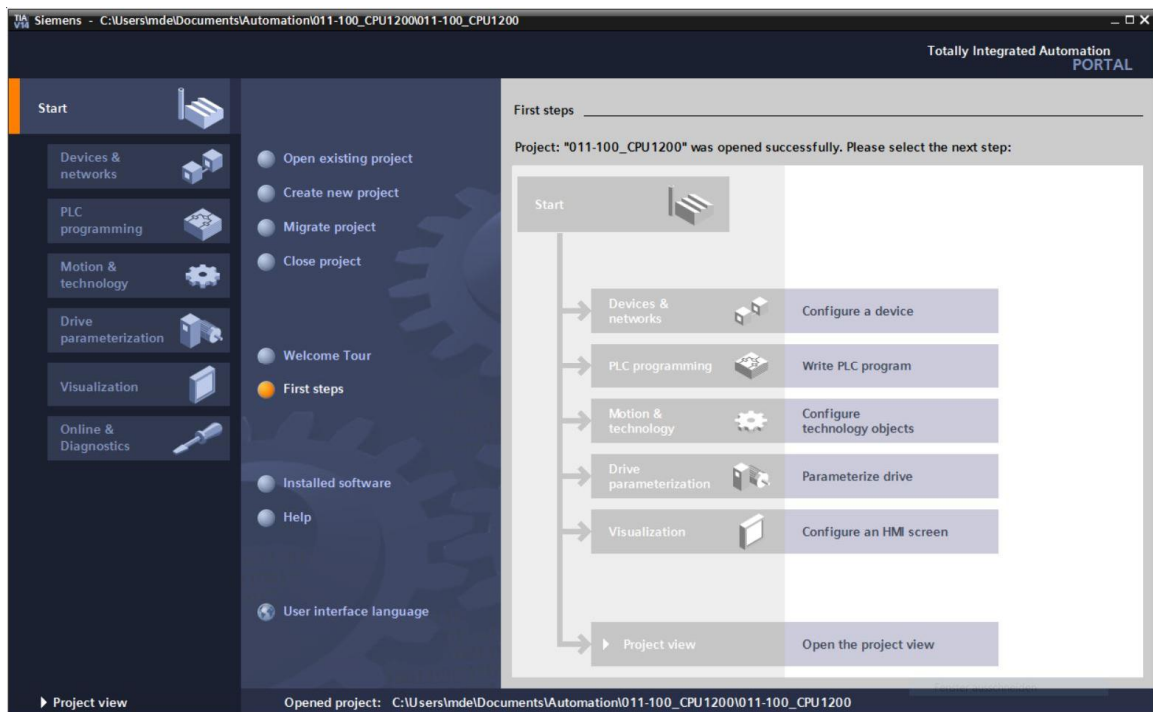 TIA V14 Siemens - C:\Users\mde\Documents\Automation\011-100_CPU1200\011-100_CPU1200
Totally Integrated Automation
PORTAL
Start
Devices &
networks
PLC
programming
Motion &
technology
Drive
parameterization
Visualization
Online &
Diagnostics
Open existing project
Create new project
Migrate project
Close project
Welcome Tour
First steps
Installed software
Help
User interface language
First steps
Project: "011-100_CPU1200" was opened successfully. Please select the next step:
Start
Devices &
networks
Configure a device
PLC programming
Write PLC program
Motion &
technology
Configure
technology objects
Drive
parameterization
Parameterize drive
Visualization
Configure an HMI screen
Project view
Open the project view
Project view
Opened project: C:\Users\mde\Documents\Automation\011-100_CPU1200\011-100_CPU1200